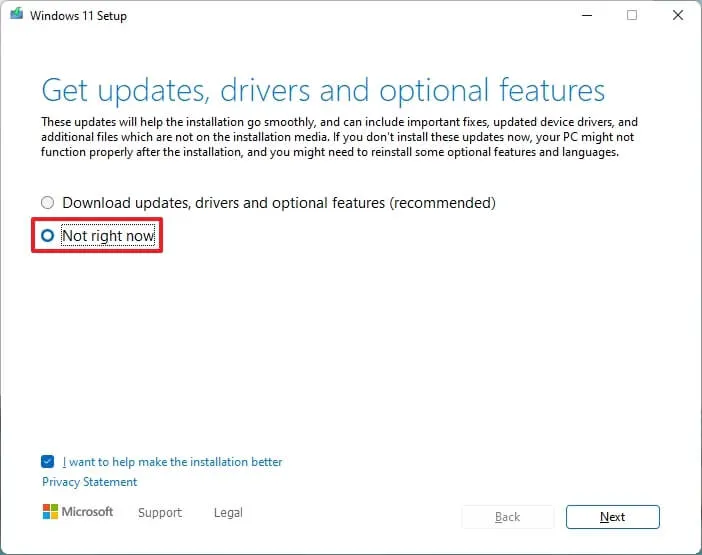 Windows 11 Setup
Get updates, drivers and optional features
These updates will help the installation go smoothly, and can include important fixes, updated device drivers, and
additional files which are not on the installation media. If you don't install these updates now, your PC might not
function properly after the installation, and you might need to reinstall some optional features and languages.
Download updates, drivers and optional features (recommended)
Not right now
I want to help make the installation better
Privacy Statement
Microsoft Support Legal Back Next